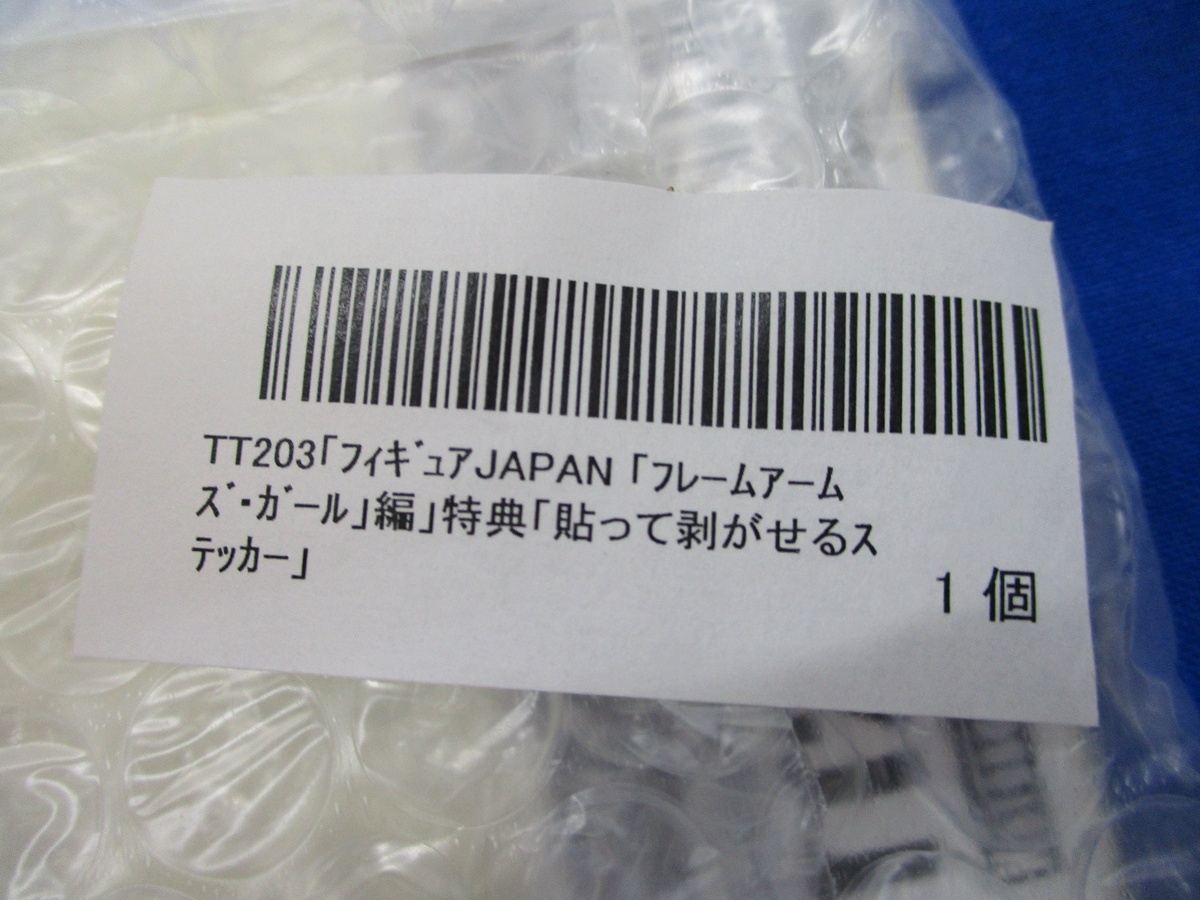 TT203「ﾌｨｷﾞｭｱJAPAN「ﾌﾚｰﾑｱｰﾑ
ｽﾞ・ｶﾞｰﾙ」編」特典「貼って剥がせるｽ
ﾃｯｶｰ」
1 個